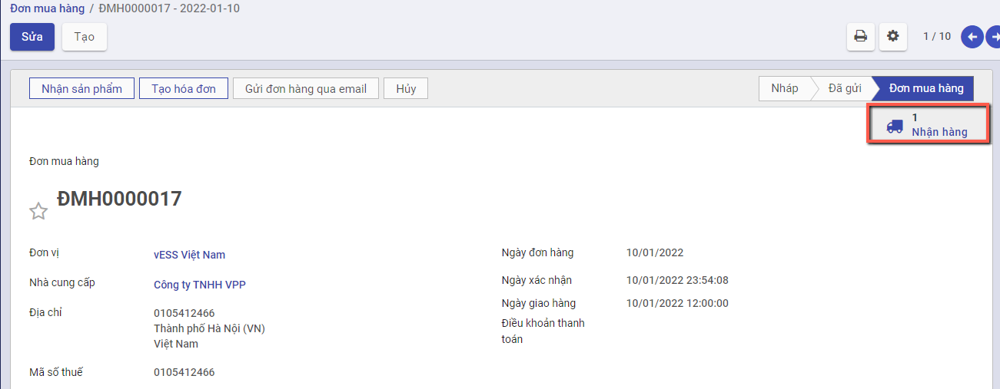 Đơn mua hàng / ĐMH0000017 - 2022-01-10
Sửa Tạo 1 / 10
Nhận sản phẩm Tạo hóa đơn Gửi đơn hàng qua email Hủy Nháp Đã gửi Đơn mua hàng
1
Nhận hàng
Đơn mua hàng
ĐMH0000017
Đơn vị vESS Việt Nam Ngày đơn hàng 10/01/2022
Nhà cung cấp Công ty TNHH VPP Ngày xác nhận 10/01/2022 23:54:08
Ngày giao hàng 10/01/2022 12:00:00
Địa chỉ 0105412466 Điều khoản thanh
Thành phố Hà Nội (VN) toán
Việt Nam
Mã số thuế 0105412466